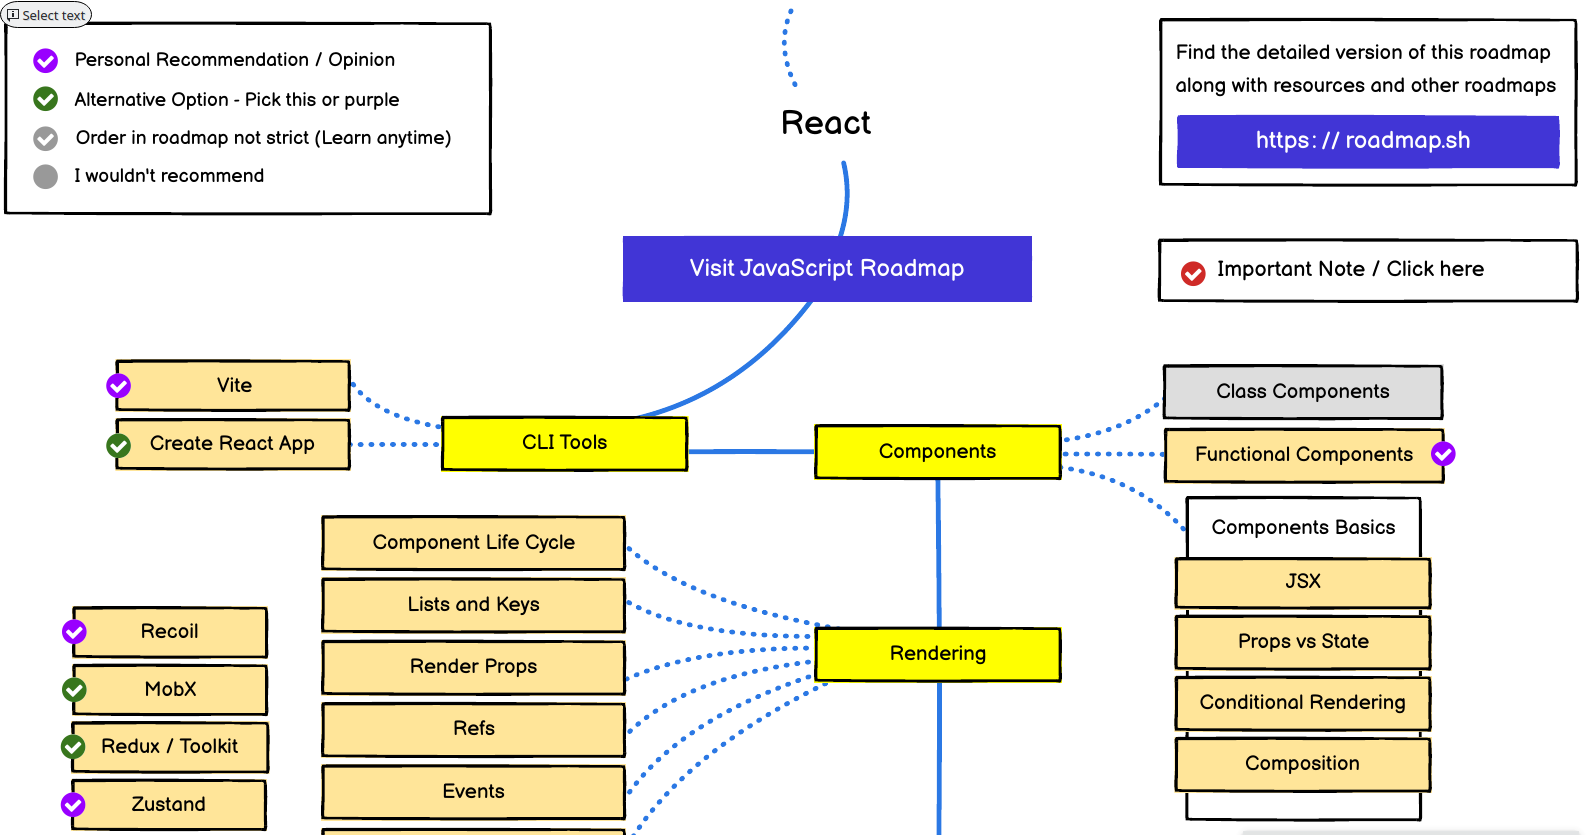 Select text
Personal Recommendation / Opinion
Alternative Option - Pick this or purple
Order in roadmap not strict (Learn anytime)
I wouldn't recommend
React
Find the detailed version of this roadmap
along with resources and other roadmaps
https://roadmap.sh
Visit JavaScript Roadmap
Important Note / Click here
Vite
Create React App
CLI Tools
Components
Class Components
Functional Components
Components Basics
JSX
Props vs State
Conditional Rendering
Composition
Component Life Cycle
Lists and Keys
Render Props
Refs
Events
Rendering
Recoil
MobX
Redux / Toolkit
Zustand